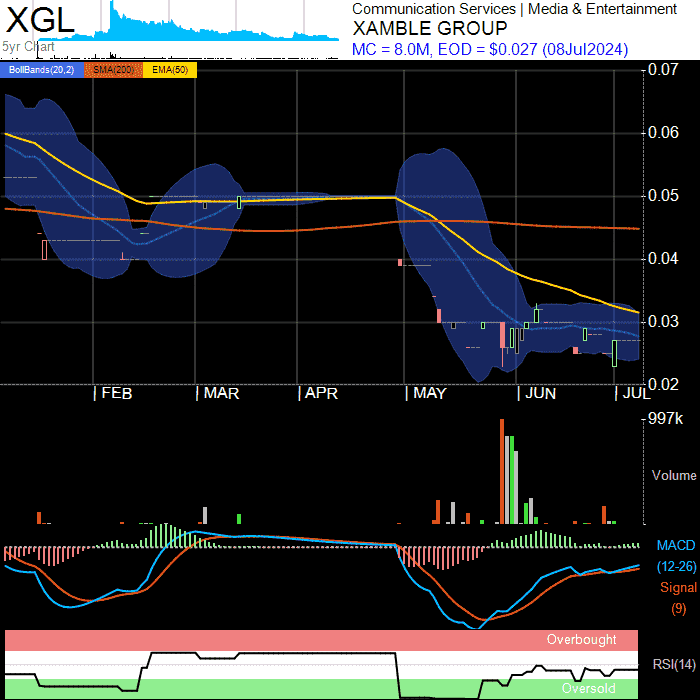 XGL
5yr Chart
Communication Services | Media & Entertainment
XAMBLE GROUP
MC = 8.0M, EOD = $0.027 (08Jul2024)
BollBands(20,2) SMA(200) EMA(50)
0.07
0.06
0.05
0.04
0.03
0.02
FEB MAR APR MAY JUN JUL
997k
Volume
MACD
(12-26)
Signal
(9)
Overbought
RSI(14)
Oversold